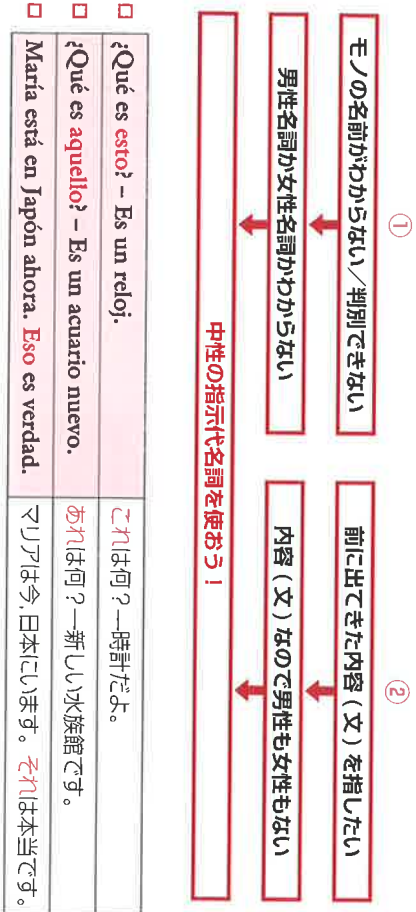 ①
モノの名前がわからない/判別できない
男性名詞か女性名詞かわからない
②
前に出てきた内容(文)を指したい
内容(文)なので男性も女性もない
中性の指示代名詞を使おう!
¿Qué es esto? – Es un reloj.
これは何?—時計だよ。
¿Qué es aquello? – Es un acuario nuevo.
あれは何?—新しい水族館です。
María está en Japón ahora. Eso es verdad.
マリアは今、日本にいます。それは本当です。